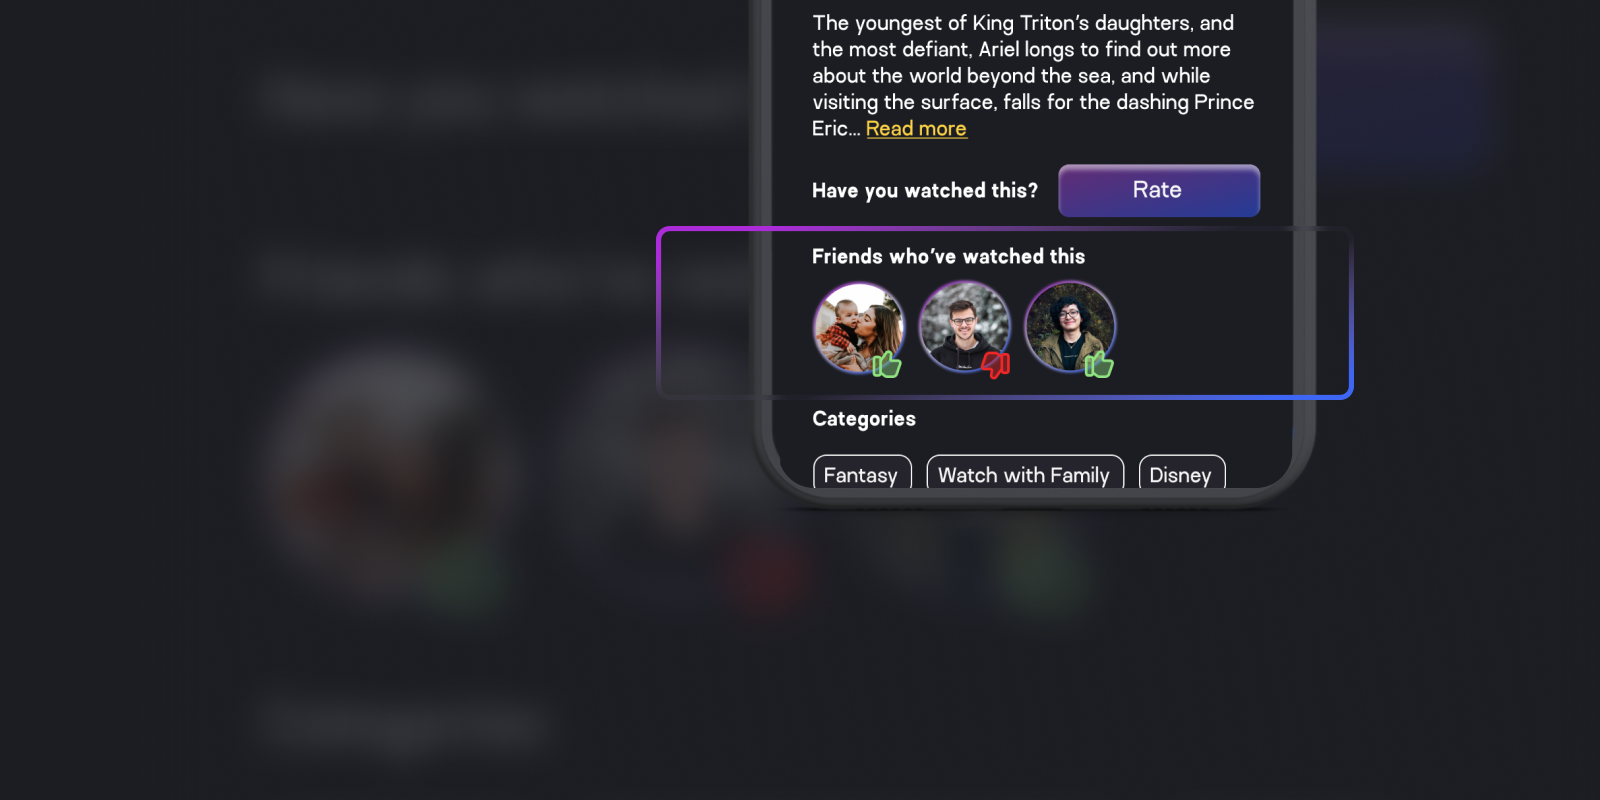 The youngest of King Triton's daughters, and
the most defiant, Ariel longs to find out more
about the world beyond the sea, and while
visiting the surface, falls for the dashing Prince
Eric... Read more
Have you watched this? Rate
Friends who've watched this
Categories
Fantasy Watch with Family Disney